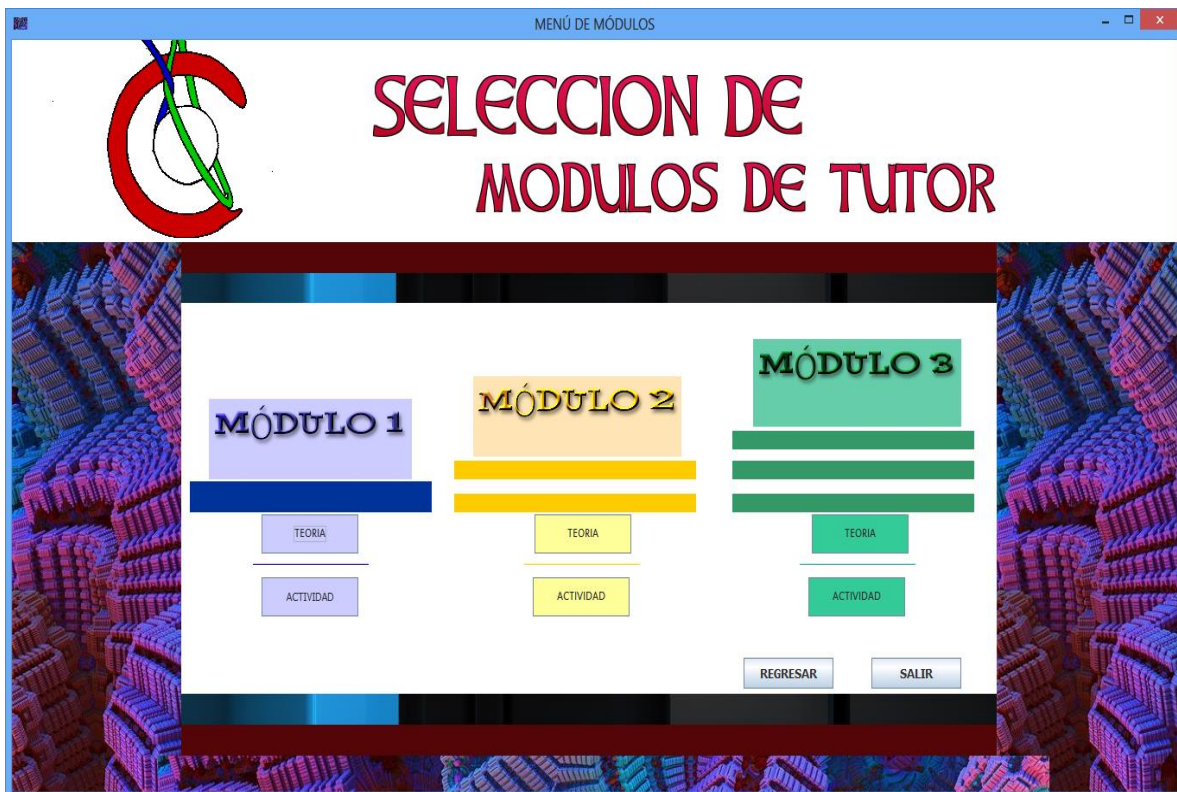 MENÚ DE MÓDULOS
SELECCION DE
MODULOS DE TUTOR
MÓDULO 1
TEORIA
ACTIVIDAD
MÓDULO 2
TEORIA
ACTIVIDAD
MÓDULO 3
TEORIA
ACTIVIDAD
REGRESAR
SALIR